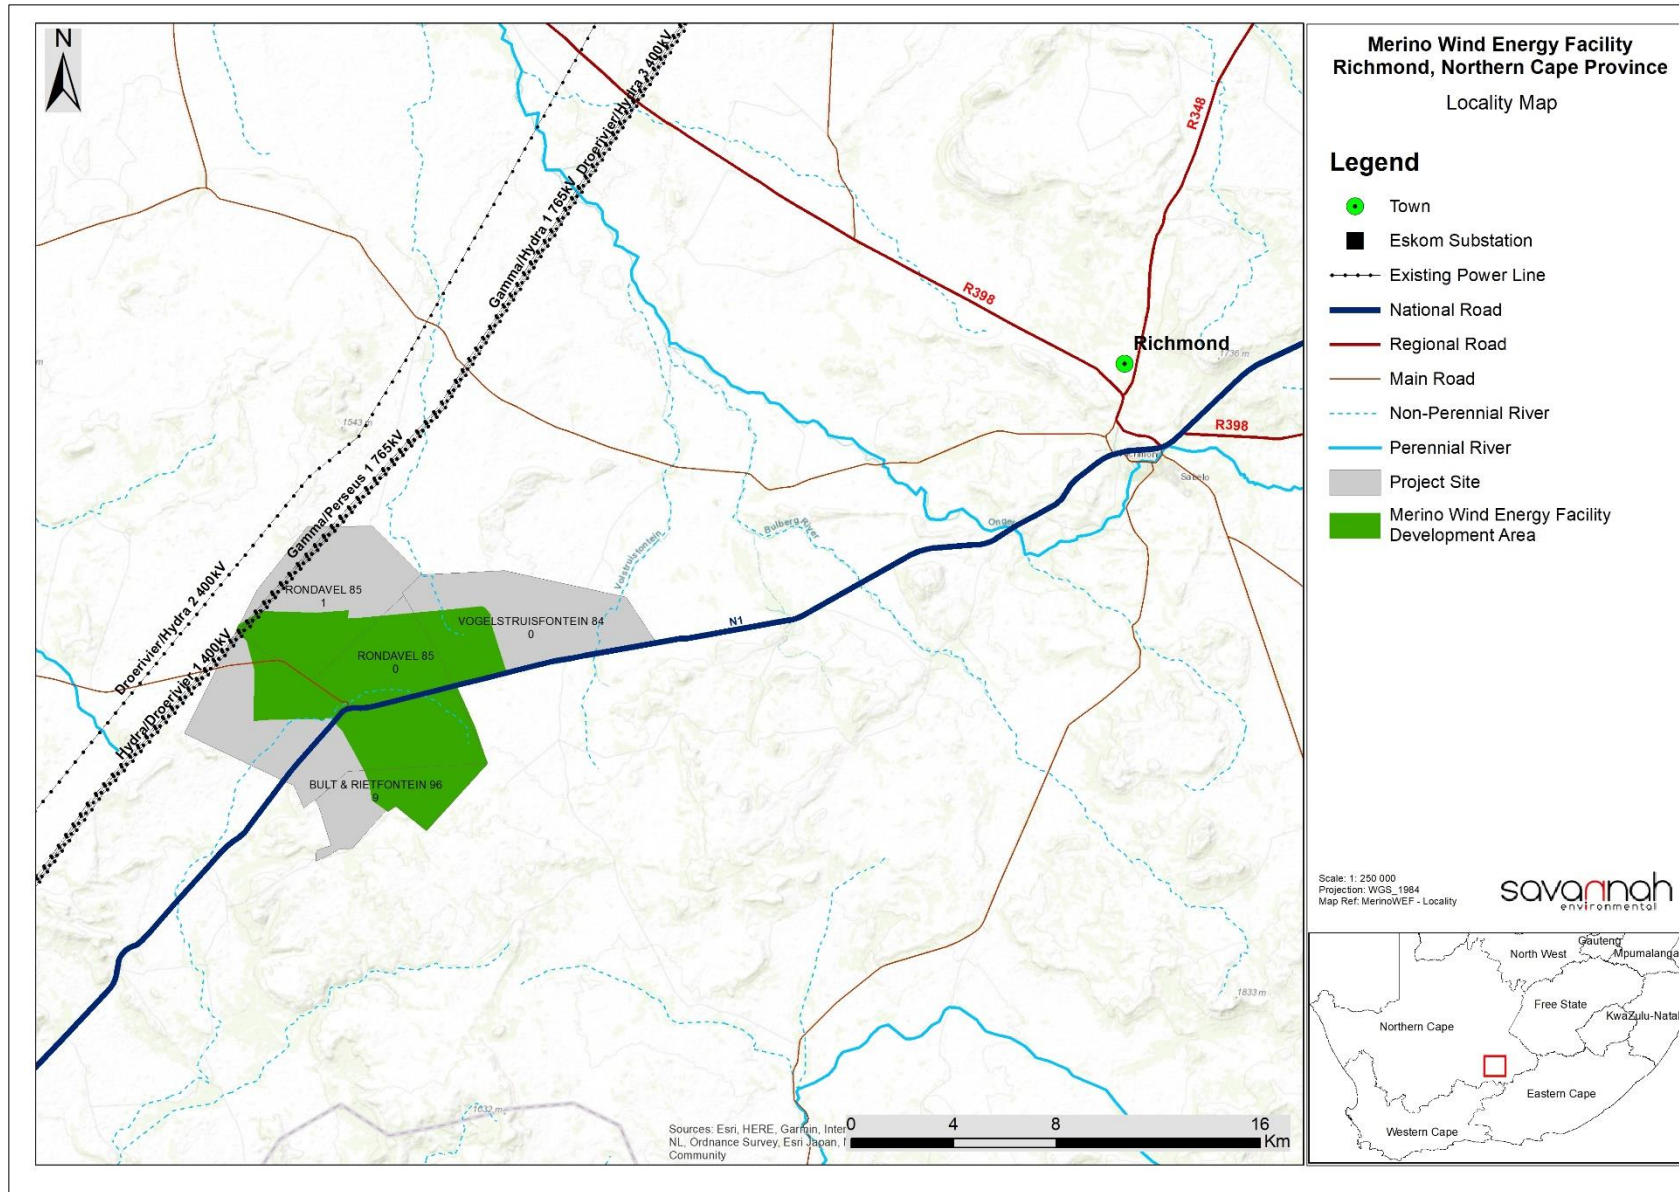 N
Droerivier/Hydra 3 400kV
Gamma/Hydra 1 765kV
R348
R398
Richmond
1736 m
R398
1543 m
Gamma/Perseus 1 765kV
Sabelo
Bulberg River
Volstruisfontein
Droerivier/Hydra 2 400kV
RONDAVEL 85
1
VOGELSTRUISFONTEIN 84
0
N1
RONDAVEL 85
0
Hydra/Droerivier 1 400kV
BULT & RIETFONTEIN 96
9
1833 m
1632 m
Sources: Esri, HERE, Garmin, Inter
NL, Ordnance Survey, Esri Japan,
Community
0 4 8 16
Km
Merino Wind Energy Facility
Richmond, Northern Cape Province
Locality Map
Legend
Town
Eskom Substation
Existing Power Line
National Road
Regional Road
Main Road
Non-Perennial River
Perennial River
Project Site
Merino Wind Energy Facility
Development Area
Scale: 1: 250 000
Projection: WGS_1984
Map Ref: MerinoWEF - Locality
savannah
environmental
Gauteng
North West
Mpumalanga
Free State
KwaZulu-Natal
Northern Cape
Eastern Cape
Western Cape